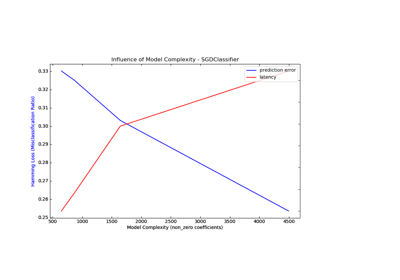 Influence of Model Complexity - SGDClassifier
prediction error
latency
0.33
0.32
0.31
0.30
0.29
0.28
0.27
0.26
0.25
Hamming Loss (Misclassification Ratio)
500 1000 1500 2000 2500 3000 3500 4000 4500
Model Complexity (non_zero coefficients)